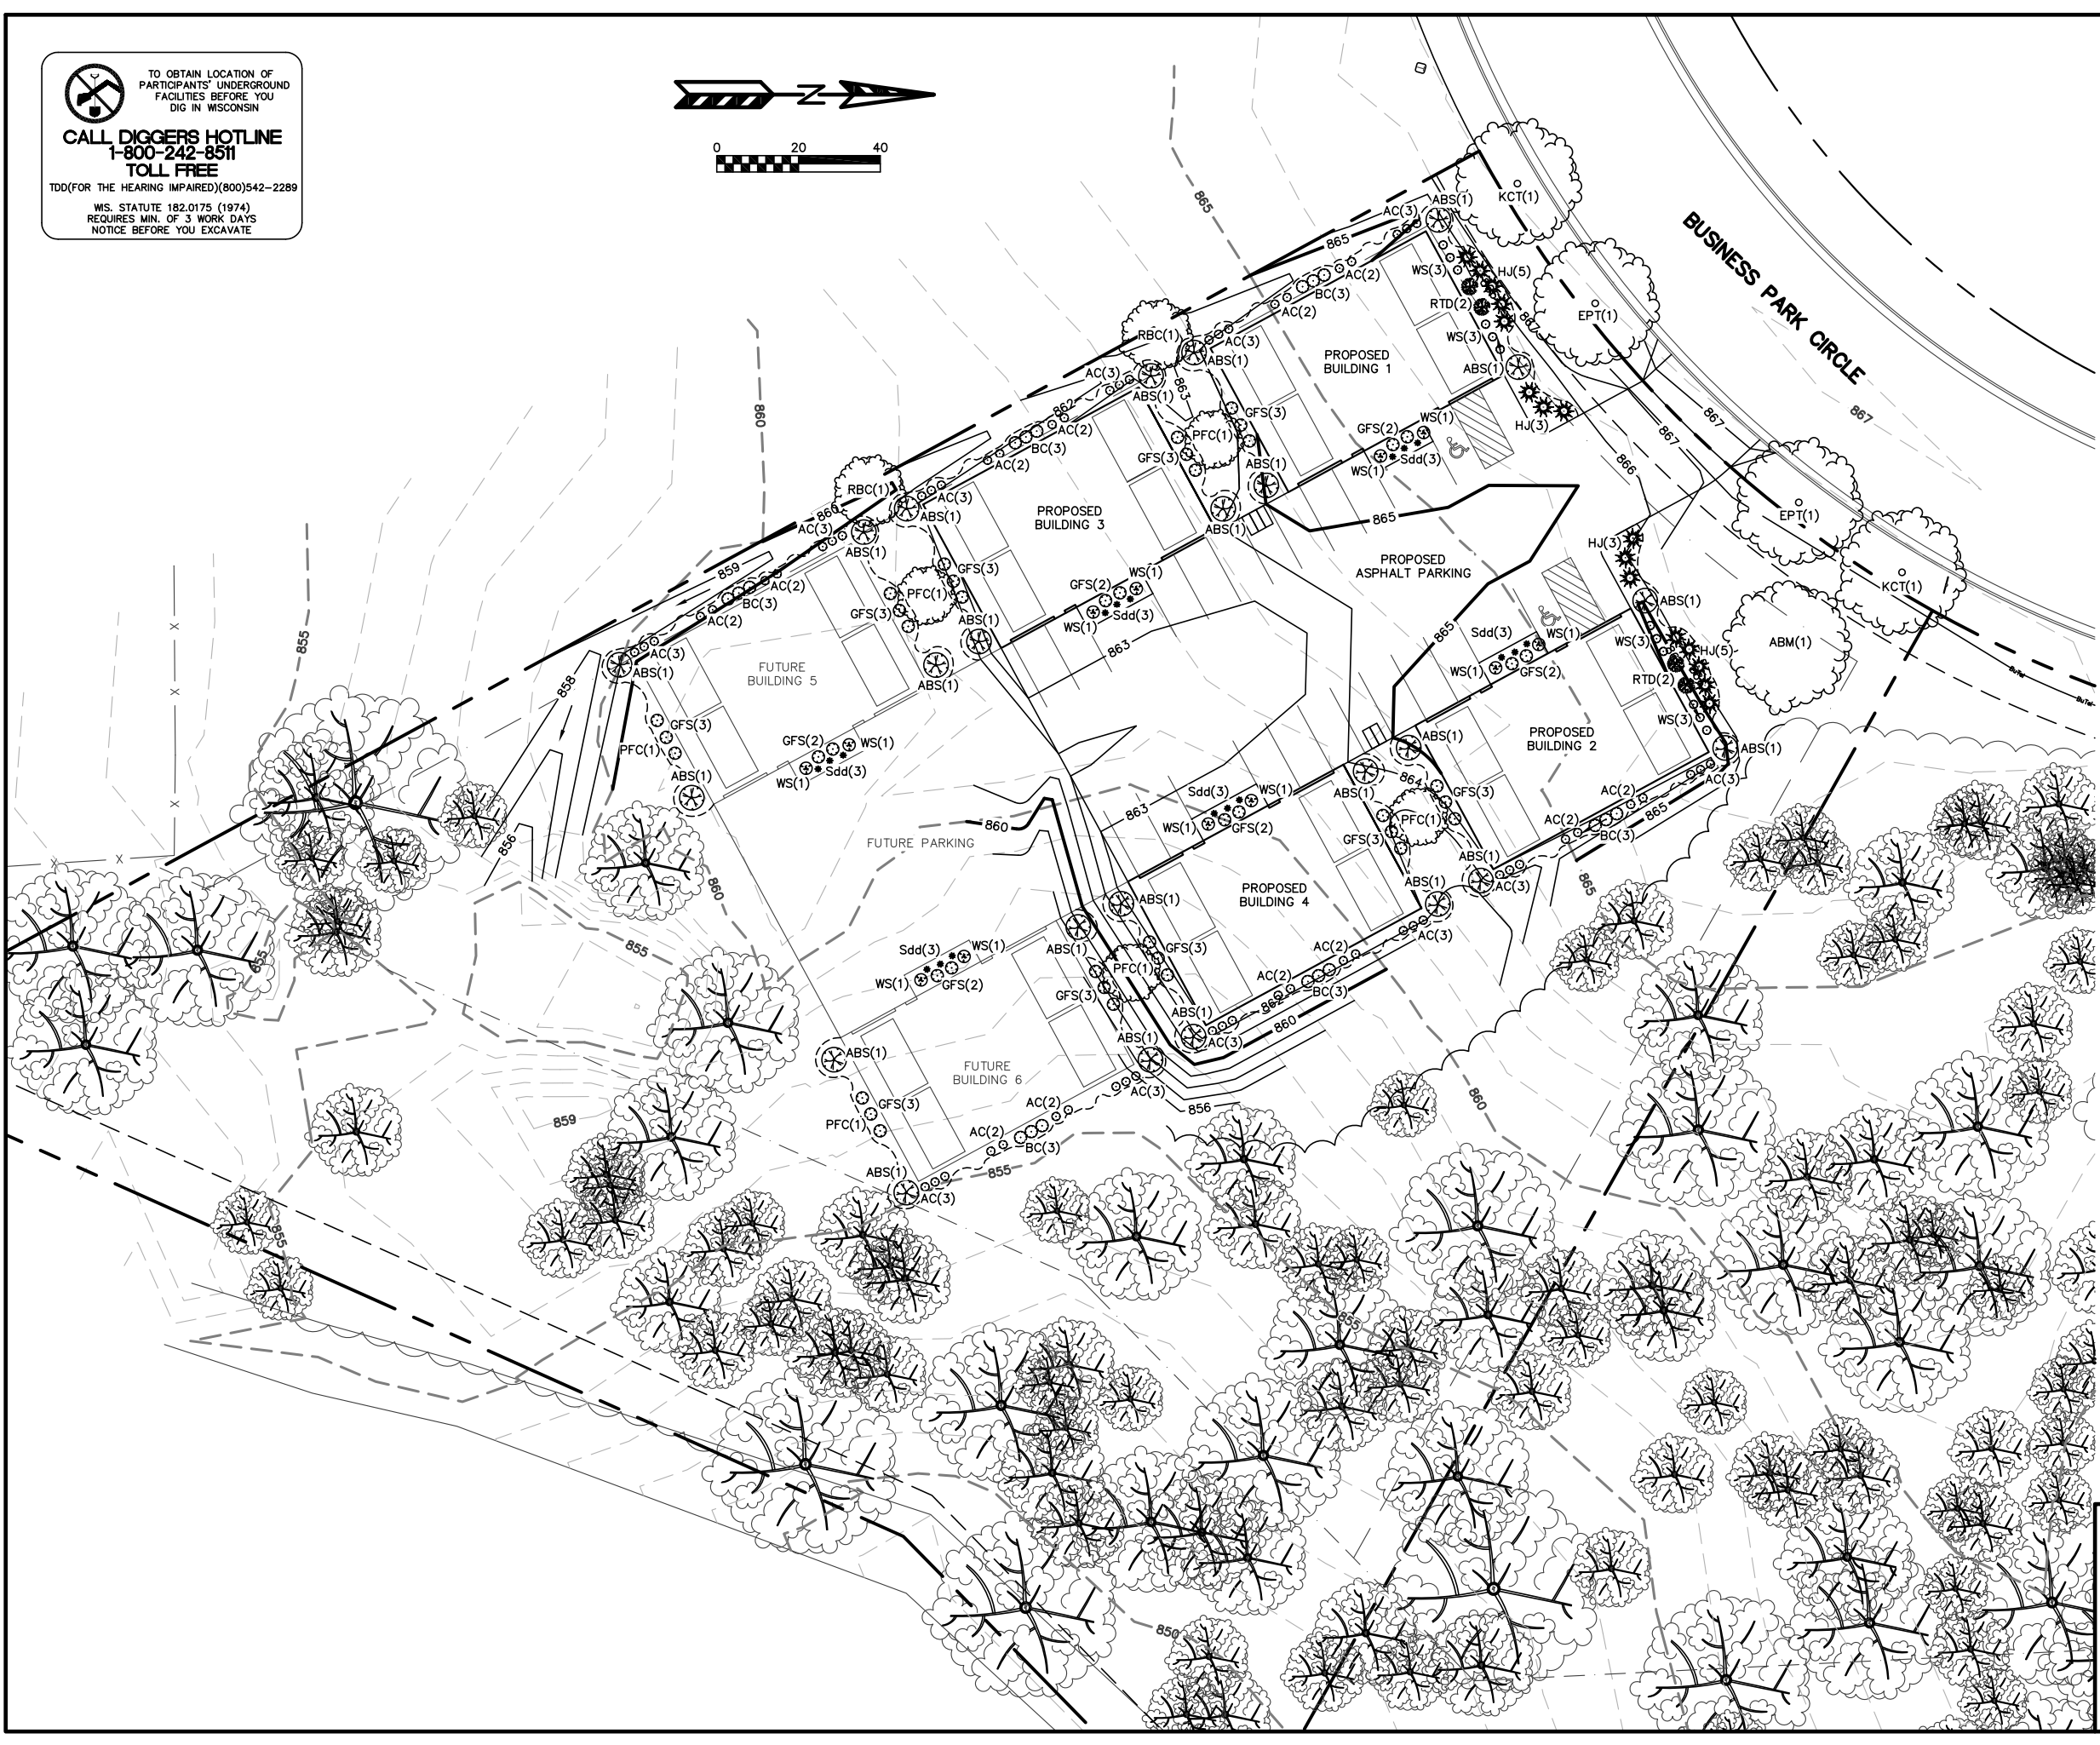 TO OBTAIN LOCATION OF
PARTICIPANTS' UNDERGROUND
FACILITIES BEFORE YOU
DIG IN WISCONSIN
CALL DIGGERS HOTLINE
1-800-242-8511
TOLL FREE
TDD(FOR THE HEARING IMPAIRED)(800)542-2289
WIS. STATUTE 182.0175 (1974)
REQUIRES MIN. OF 3 WORK DAYS
NOTICE BEFORE YOU EXCAVATE
Z
0 20 40
BUSINESS PARK CIRCLE
KCT(1)
EPT(1)
EPT(1)
KCT(1)
ABM(1)
867
867
867
867
866
865
865
AC(3)
ABS(1)
WS(3)
HJ(5)
RTD(2)
WS(3)
ABS(1)
HJ(3)
AC(2)
BC(3)
AC(2)
AC(3)
RBC(1)
ABS(1)
PROPOSED
BUILDING 1
GFS(2)
WS(1)
WS(1)
Sdd(3)
GFS(3)
PFC(1)
GFS(3)
ABS(1)
ABS(1)
863
AC(3)
ABS(1)
862
AC(2)
BC(3)
AC(2)
AC(3)
RBC(1)
ABS(1)
860
860
PROPOSED
BUILDING 3
GFS(2)
WS(1)
WS(1)
Sdd(3)
GFS(3)
PFC(1)
GFS(3)
ABS(1)
ABS(1)
AC(3)
ABS(1)
859
AC(2)
BC(3)
AC(2)
AC(3)
ABS(1)
FUTURE
BUILDING 5
GFS(3)
PFC(1)
ABS(1)
GFS(2)
WS(1)
WS(1)
Sdd(3)
858
856
855
855
860
855
859
855
865
PROPOSED
ASPHALT PARKING
865
863
HJ(3)
ABS(1)
WS(3)
HJ(5)
RTD(2)
WS(3)
ABS(1)
Sdd(3)
WS(1)
WS(1)
GFS(2)
PROPOSED
BUILDING 2
AC(3)
AC(2)
AC(2)
BC(3)
865
865
ABS(1)
864
ABS(1)
GFS(3)
PFC(1)
GFS(3)
ABS(1)
AC(3)
ABS(1)
AC(3)
863
Sdd(3)
WS(1)
WS(1)
GFS(2)
PROPOSED
BUILDING 4
AC(2)
AC(2)
BC(3)
862
860
ABS(1)
AC(3)
FUTURE PARKING
860
ABS(1)
ABS(1)
GFS(3)
PFC(1)
GFS(3)
Sdd(3)
WS(1)
WS(1)
GFS(2)
ABS(1)
AC(3)
856
ABS(1)
FUTURE
BUILDING 6
GFS(3)
PFC(1)
AC(2)
AC(2)
BC(3)
ABS(1)
AC(3)
855
860
855
850
BuTel
BuTel